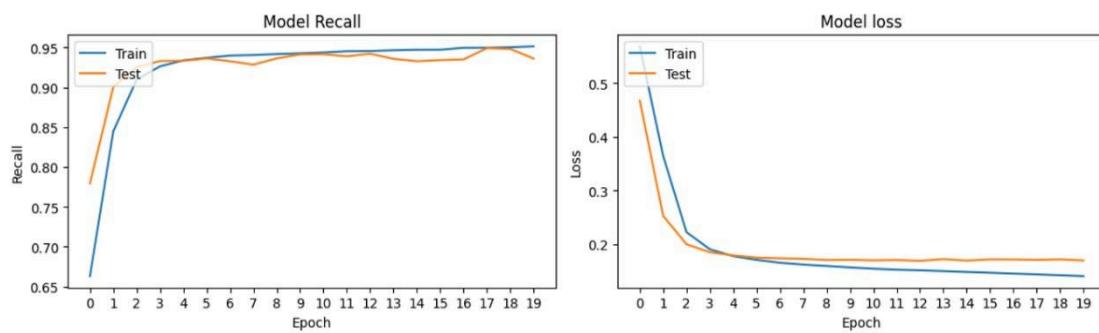 Model Recall
Train
Test
0.95
0.90
0.85
0.80
0.75
0.70
0.65
Recall
0 1 2 3 4 5 6 7 8 9 10 11 12 13 14 15 16 17 18 19
Epoch
Model loss
Train
Test
0.5
0.4
0.3
0.2
Loss
0 1 2 3 4 5 6 7 8 9 10 11 12 13 14 15 16 17 18 19
Epoch